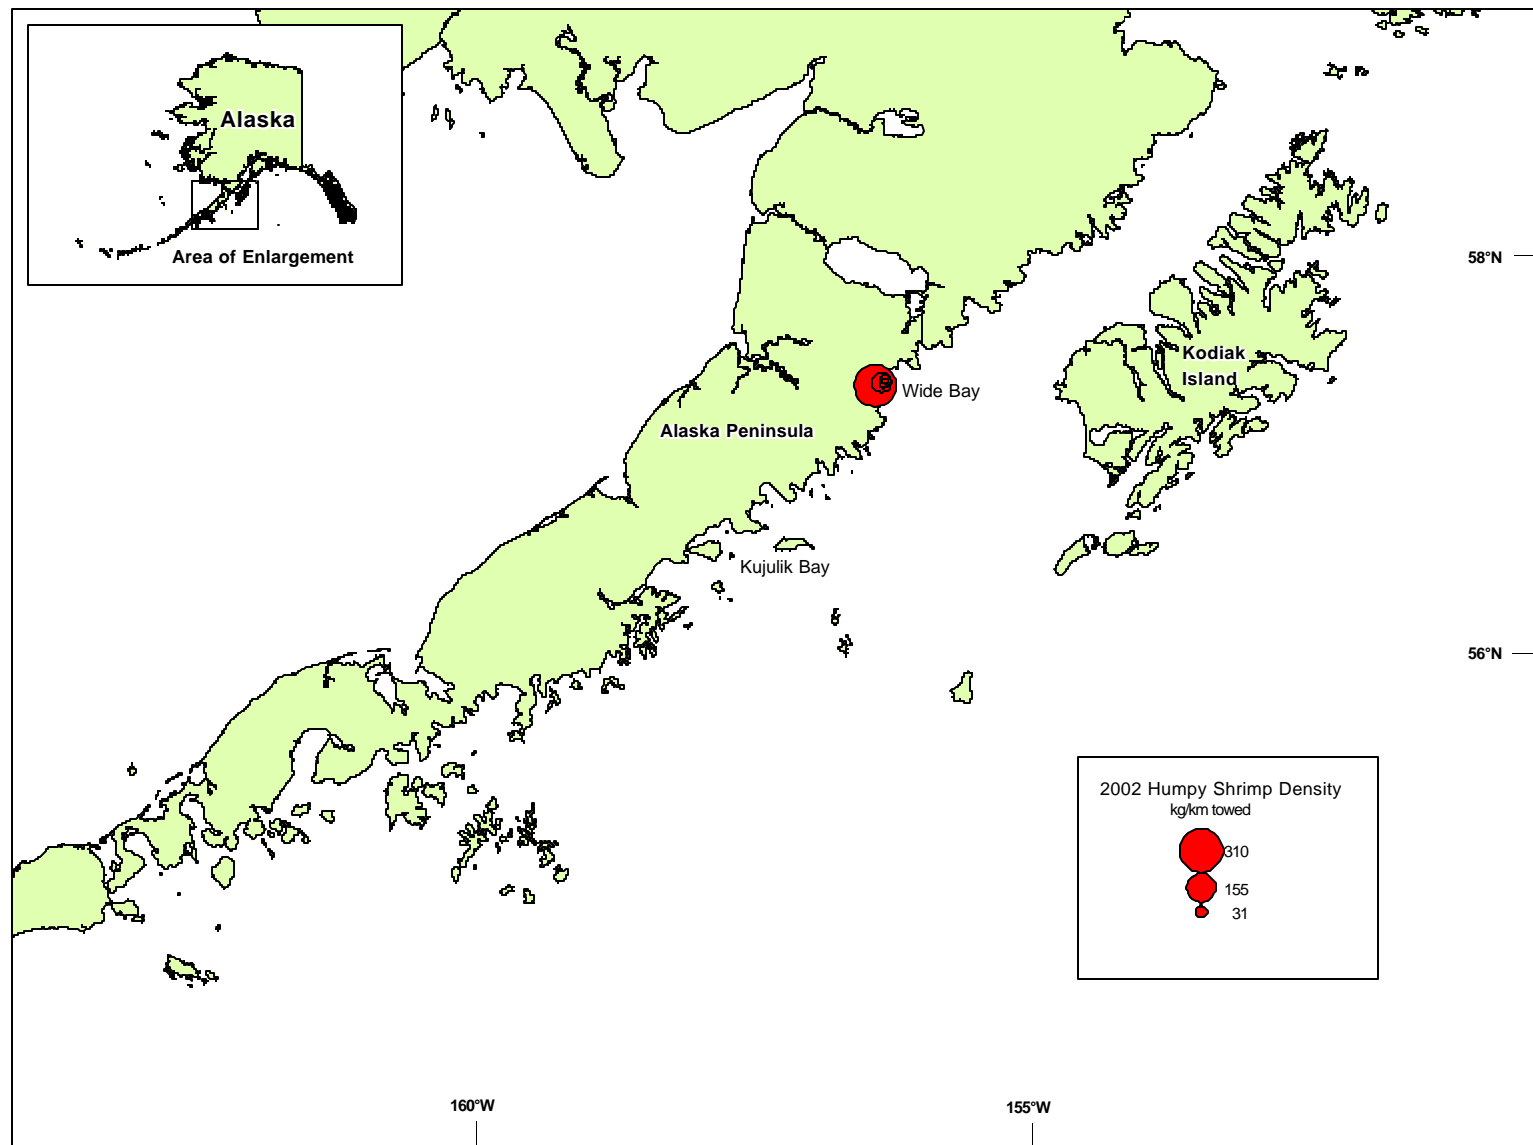 Alaska
Area of Enlargement
58°N
Kodiak
Island
Wide Bay
Alaska Peninsula
Kujulik Bay
56°N
2002 Humpy Shrimp Density
kg/km towed
310
155
31
160°W
155°W